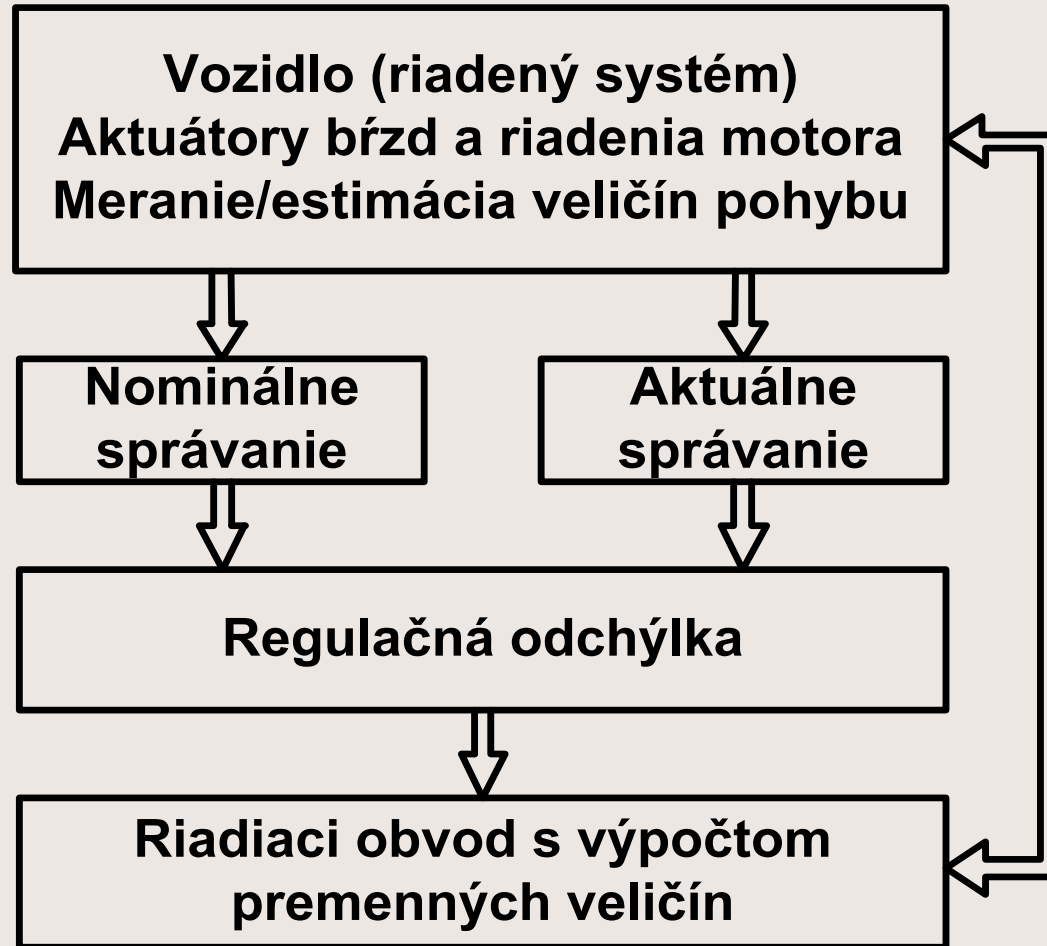 Vozidlo (riadený systém)
Aktuátory bŕzd a riadenia motora
Meranie/estimácia veličín pohybu
Nominálne
správanie
Aktuálne
správanie
Regulačná odchýlka
Riadiaci obvod s výpočtom
premenných veličín